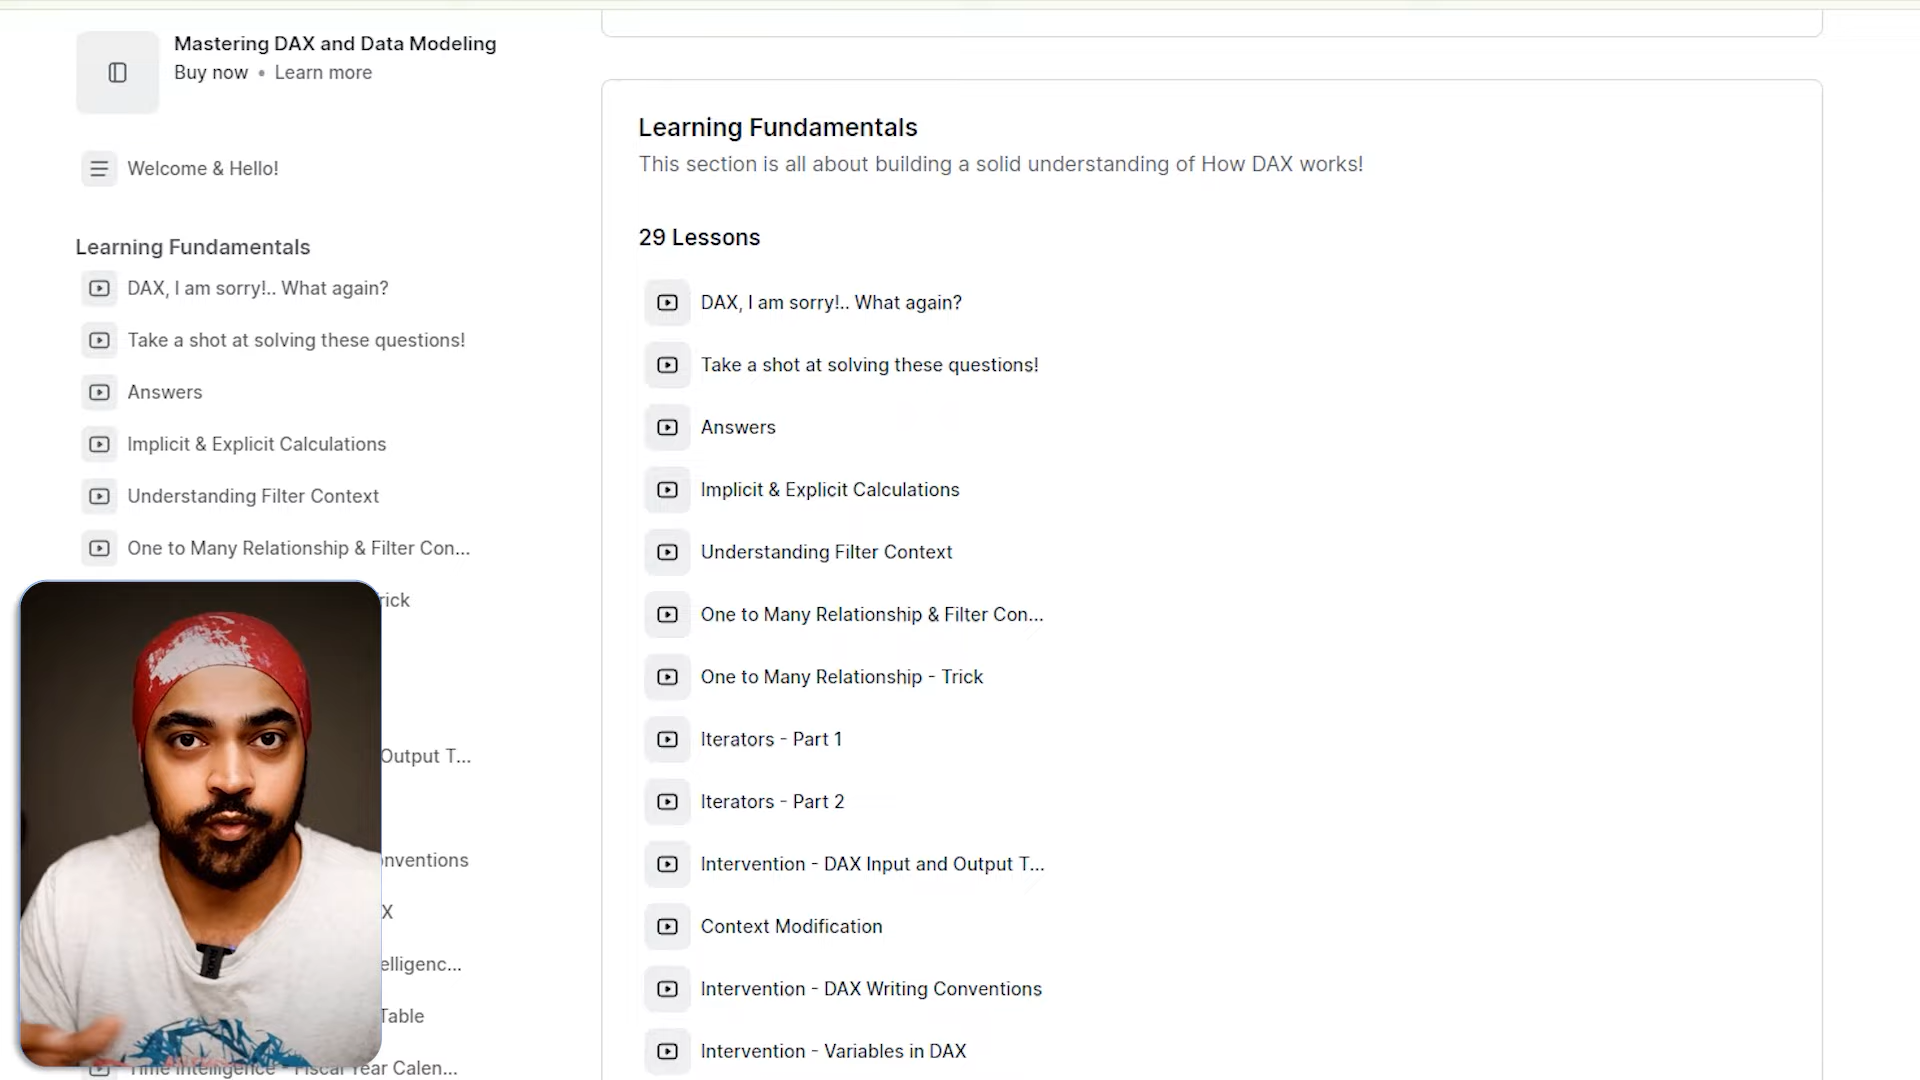 Mastering DAX and Data Modeling
Buy now • Learn more
Welcome & Hello!
Learning Fundamentals
DAX, I am sorry!.. What again?
Take a shot at solving these questions!
Answers
Implicit & Explicit Calculations
Understanding Filter Context
One to Many Relationship & Filter Con...
rick
Output T...
nventions
X
elligenc...
Table
Time Intelligence - Fiscal Year Calen...
Learning Fundamentals
This section is all about building a solid understanding of How DAX works!
29 Lessons
DAX, I am sorry!.. What again?
Take a shot at solving these questions!
Answers
Implicit & Explicit Calculations
Understanding Filter Context
One to Many Relationship & Filter Con...
One to Many Relationship - Trick
Iterators - Part 1
Iterators - Part 2
Intervention - DAX Input and Output T...
Context Modification
Intervention - DAX Writing Conventions
Intervention - Variables in DAX